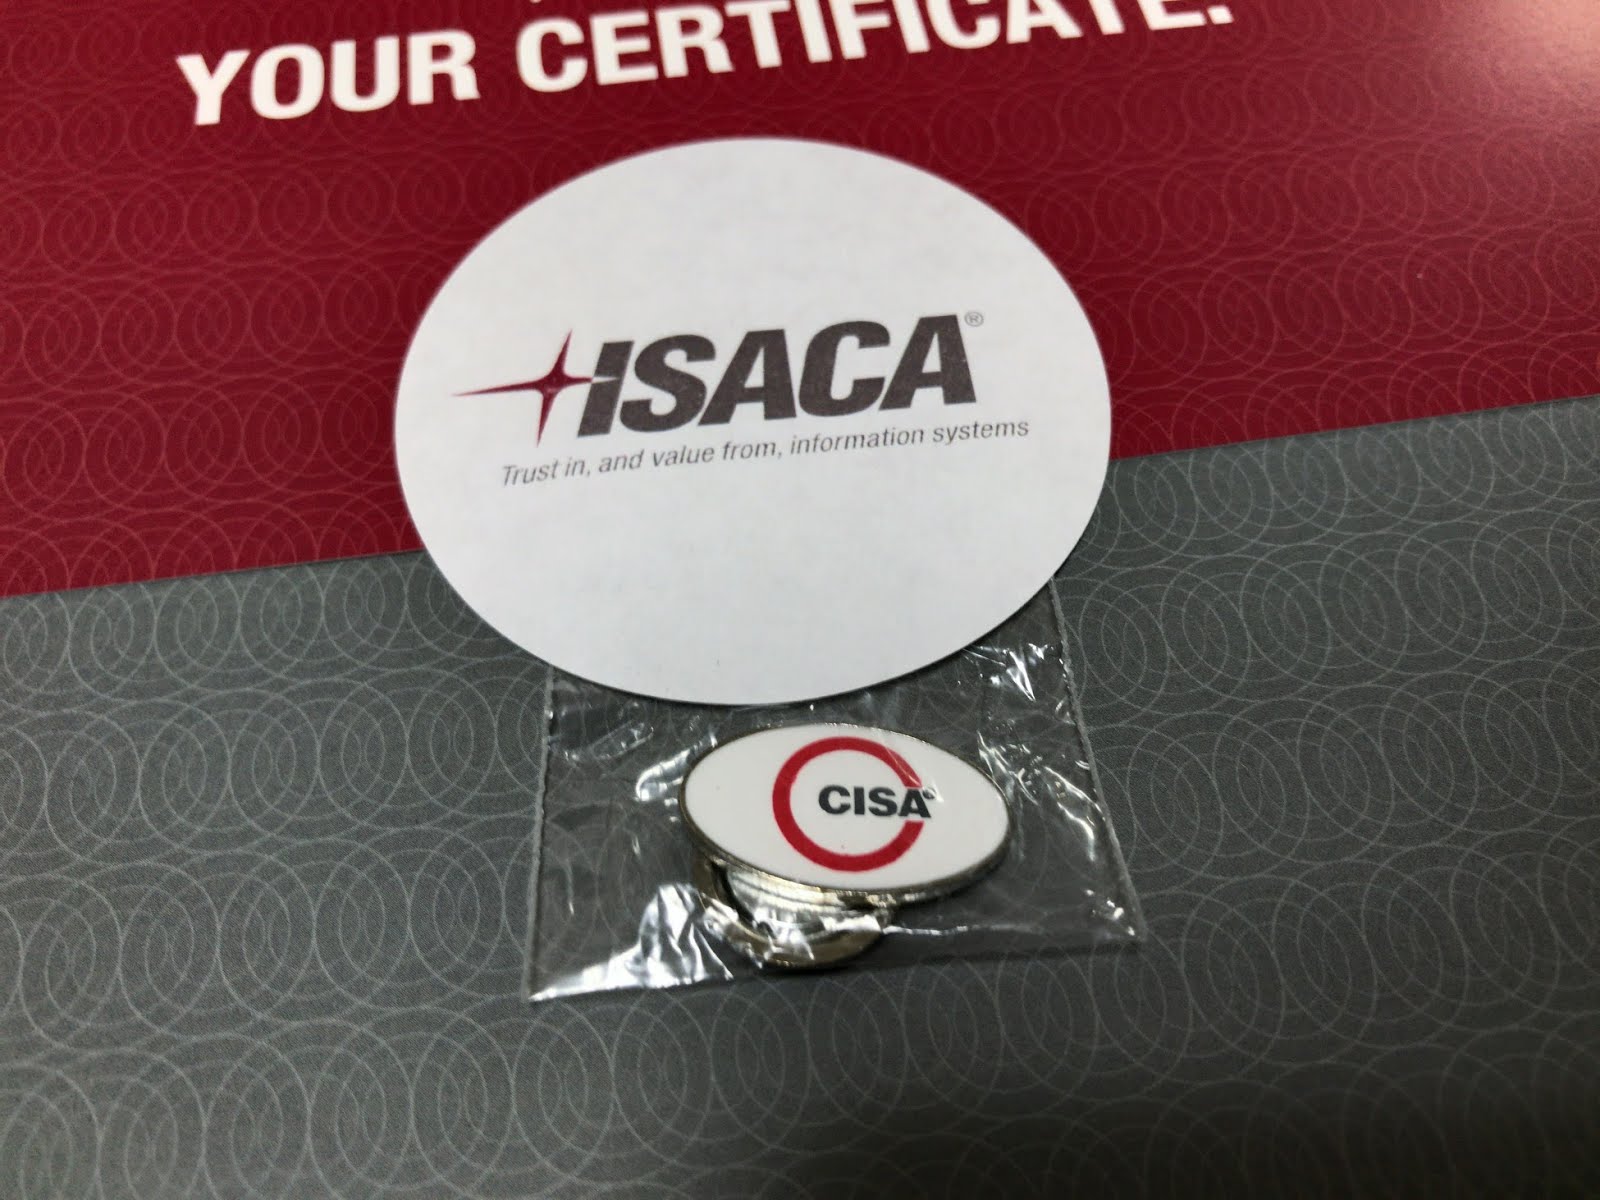 YOUR CERTIFICATE.
ISACA®
Trust in, and value from, information systems
CISA®